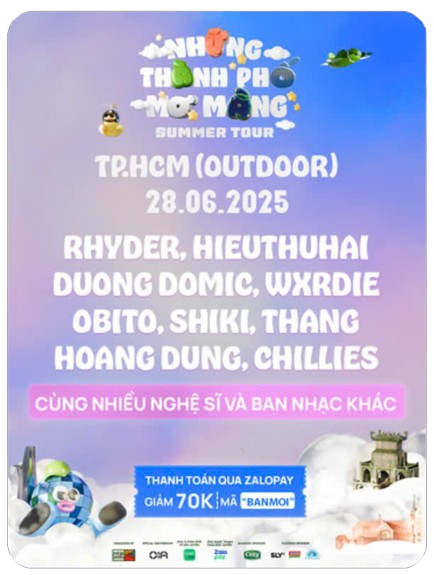 NHỮNG
THÀNH PHỐ
MƠ MÀNG
SUMMER TOUR
TP.HCM (OUTDOOR)
28.06.2025
RHYDER, HIEUTHUHAI
DUONG DOMIC, WXRDIE
OBITO, SHIKI, THANG
HOANG DUNG, CHILLIES
CÙNG NHIỀU NGHỆ SĨ VÀ BAN NHẠC KHÁC
THANH TOÁN QUA ZALOPAY
GIẢM 70K MÃ "BANMOI"